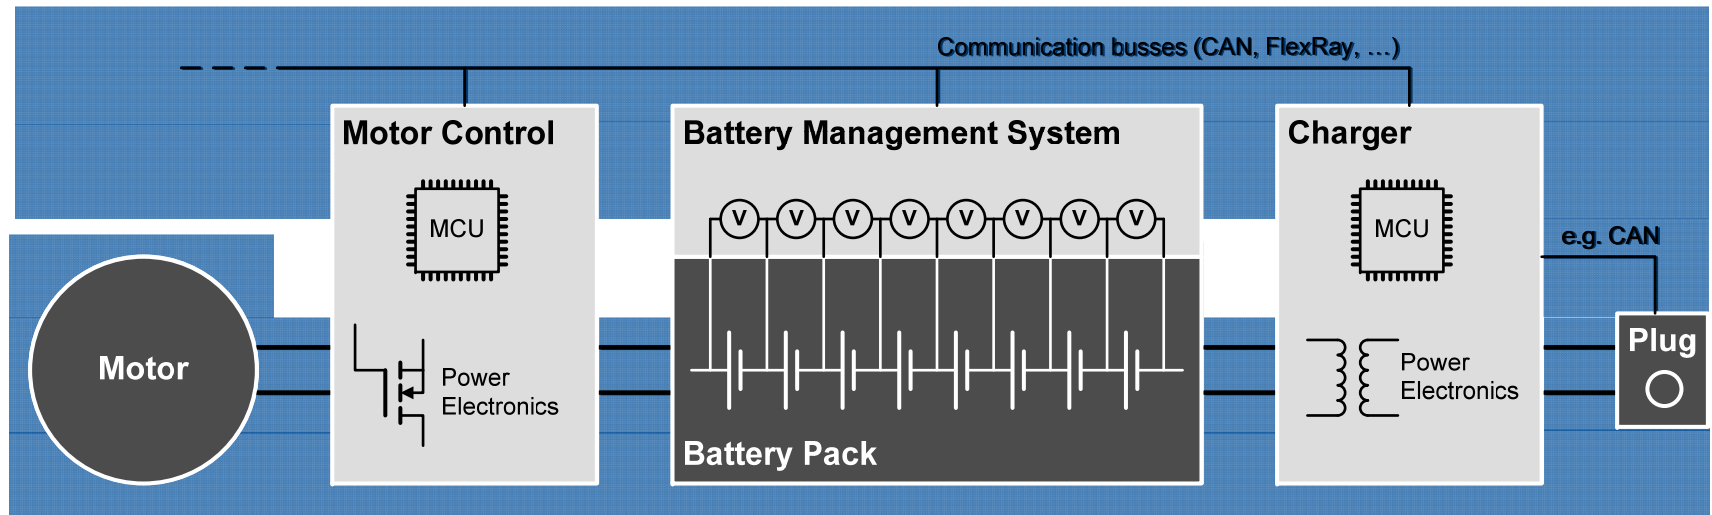 Communication busses (CAN, FlexRay, …)
Motor Control
Battery Management System
Charger
MCU
V V V V V V V V
MCU
e.g. CAN
Motor
Power
Electronics
Power
Electronics
Plug
Battery Pack